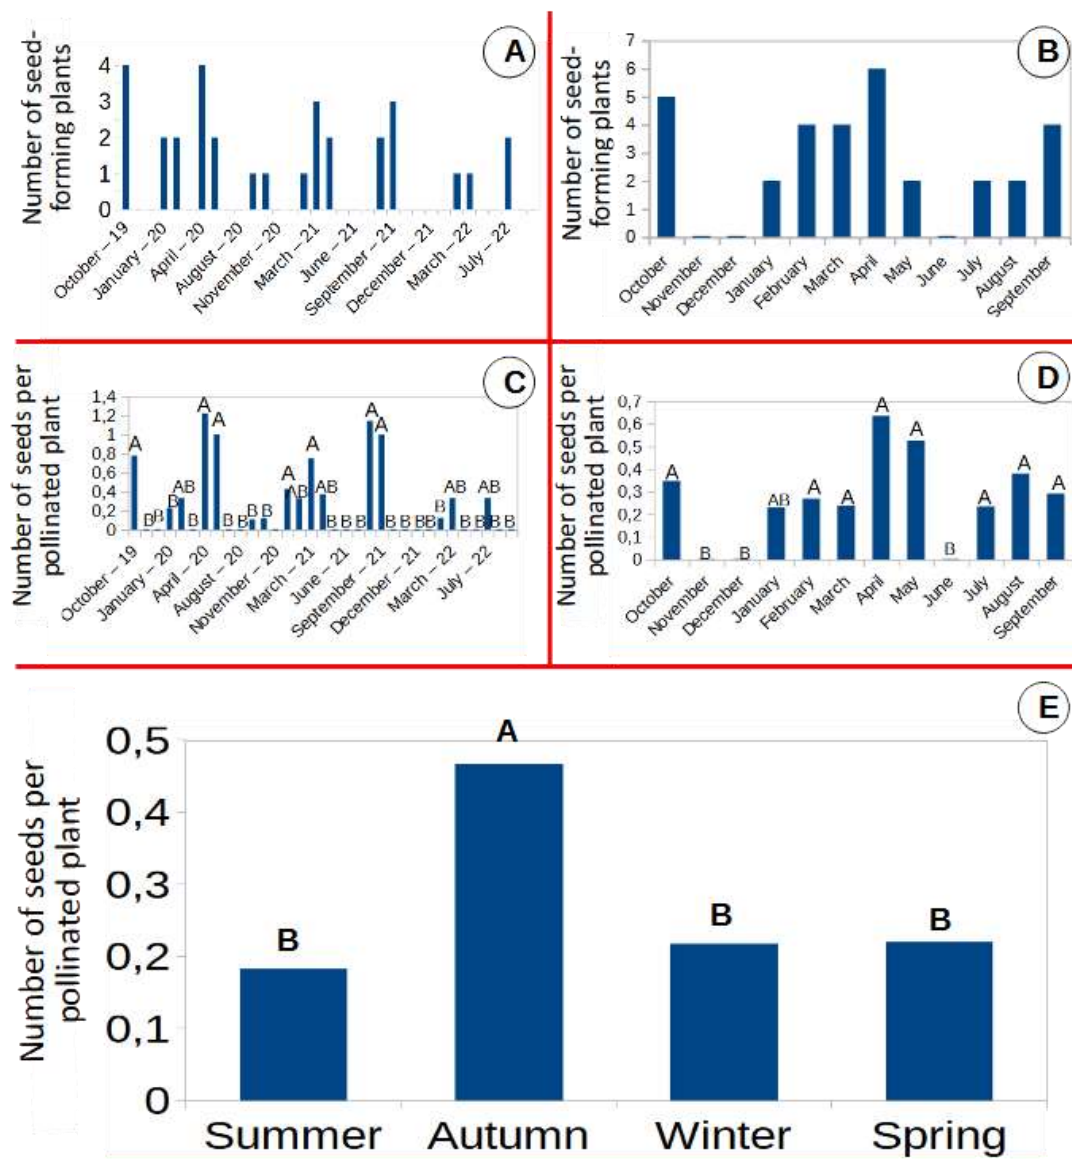 A
Number of seed-
forming plants
4
3
2
1
0
October – 19
January – 20
April – 20
August – 20
November – 20
March – 21
June – 21
September – 21
December – 21
March – 22
July – 22
B
Number of seed-
forming plants
7
6
5
4
3
2
1
0
October
November
December
January
February
March
April
May
June
July
August
September
C
Number of seeds per
pollinated plant
1,4
1,2
1
0,8
0,6
0,4
0,2
0
A B B B AB B A A B B B B A AB A AB B B B A A B B B B B AB B B AB B B
October – 19
January – 20
April – 20
August – 20
November – 20
March – 21
June – 21
September – 21
December – 21
March – 22
July – 22
D
Number of seeds per
pollinated plant
0,7
0,6
0,5
0,4
0,3
0,2
0,1
0
A B B AB A A A A B A A A
October
November
December
January
February
March
April
May
June
July
August
September
E
Number of seeds per
pollinated plant
0,5
0,4
0,3
0,2
0,1
0
B A B B
Summer Autumn Winter Spring